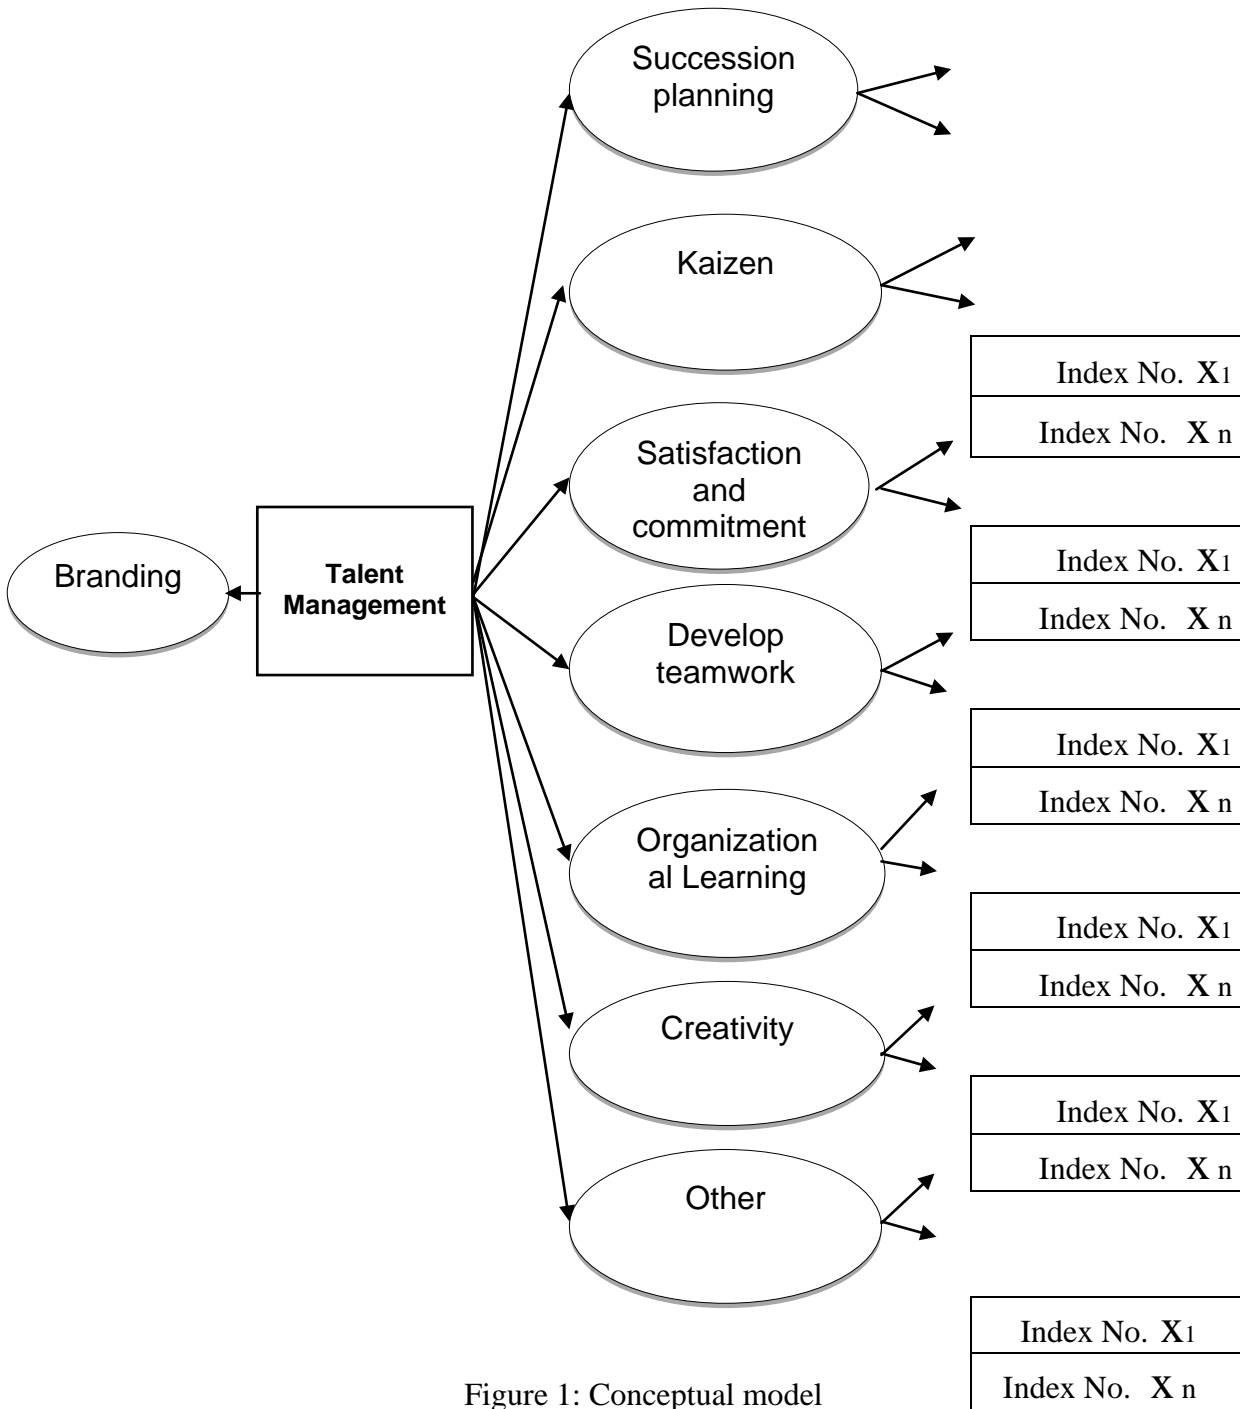 Succession
planning
Kaizen
Index No. X1
Index No. X n
Satisfaction
and
commitment
Index No. X1
Index No. X n
Branding
Talent
Management
Develop
teamwork
Index No. X1
Index No. X n
Organization
al Learning
Index No. X1
Index No. X n
Creativity
Index No. X1
Index No. X n
Other
Index No. X1
Index No. X n
Figure 1: Conceptual model